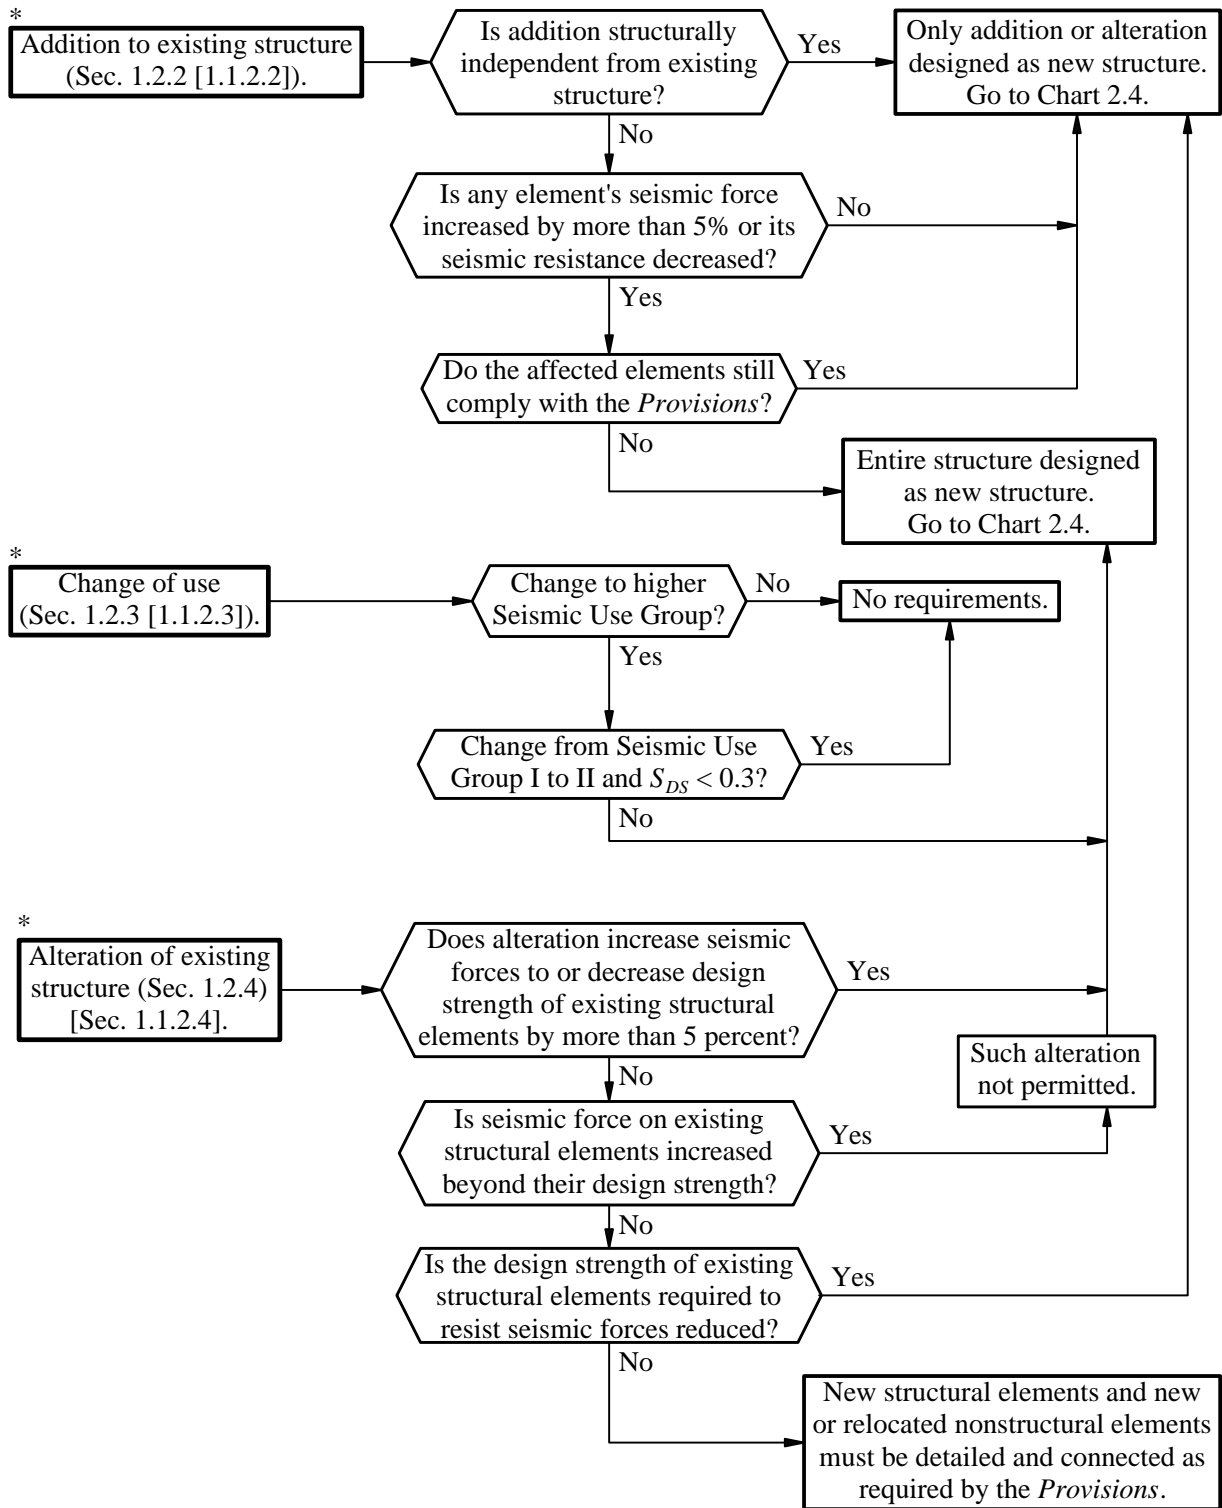 *
Addition to existing structure
(Sec. 1.2.2 [1.1.2.2]).
Is addition structurally
independent from existing
structure?
Yes
Only addition or alteration
designed as new structure.
Go to Chart 2.4.
No
Is any element's seismic force
increased by more than 5% or its
seismic resistance decreased?
No
Yes
Do the affected elements still
comply with the Provisions?
Yes
No
Entire structure designed
as new structure.
Go to Chart 2.4.
*
Change of use
(Sec. 1.2.3 [1.1.2.3]).
Change to higher
Seismic Use Group?
No
No requirements.
Yes
Change from Seismic Use
Group I to II and S_DS < 0.3?
Yes
No
*
Alteration of existing
structure (Sec. 1.2.4)
[Sec. 1.1.2.4].
Does alteration increase seismic
forces to or decrease design
strength of existing structural
elements by more than 5 percent?
Yes
Such alteration
not permitted.
No
Is seismic force on existing
structural elements increased
beyond their design strength?
Yes
No
Is the design strength of existing
structural elements required to
resist seismic forces reduced?
Yes
No
New structural elements and new
or relocated nonstructural elements
must be detailed and connected as
required by the Provisions.